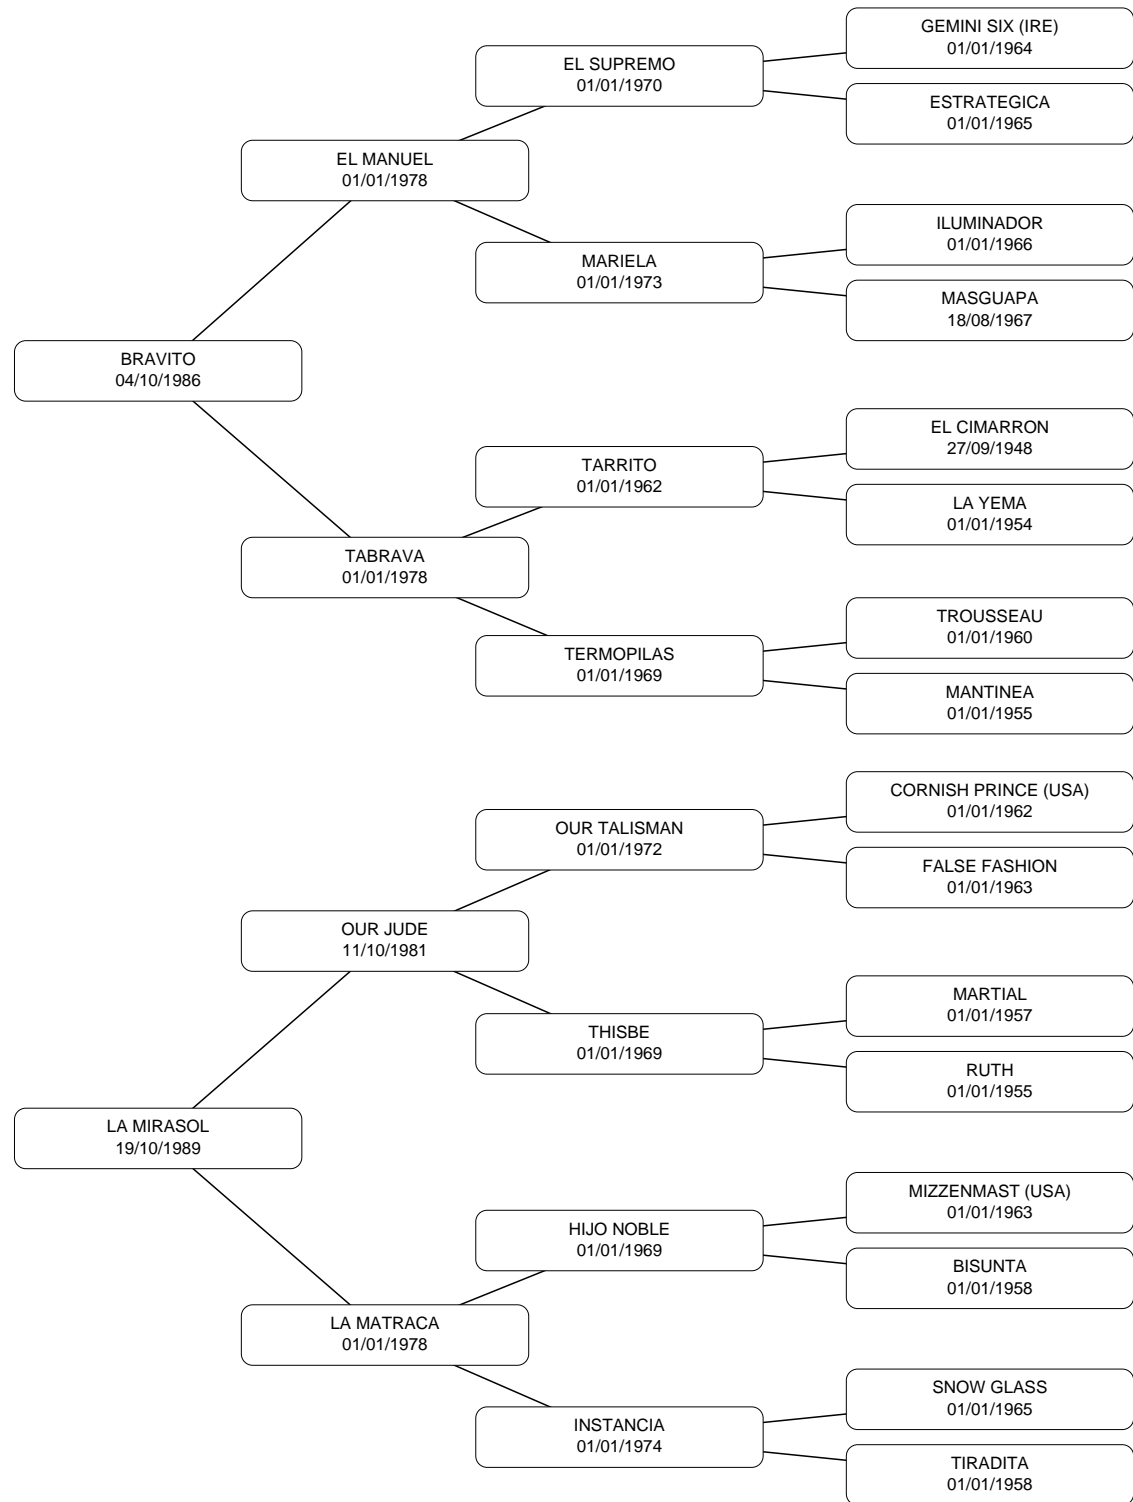 GEMINI SIX (IRE)
01/01/1964
EL SUPREMO
01/01/1970
ESTRATEGICA
01/01/1965
EL MANUEL
01/01/1978
ILUMINADOR
01/01/1966
MARIELA
01/01/1973
MASGUAPA
18/08/1967
BRAVITO
04/10/1986
EL CIMARRON
27/09/1948
TARRITO
01/01/1962
LA YEMA
01/01/1954
TABRAVA
01/01/1978
TROUSSEAU
01/01/1960
TERMOPILAS
01/01/1969
MANTINEA
01/01/1955
CORNISH PRINCE (USA)
01/01/1962
OUR TALISMAN
01/01/1972
FALSE FASHION
01/01/1963
OUR JUDE
11/10/1981
MARTIAL
01/01/1957
THISBE
01/01/1969
RUTH
01/01/1955
LA MIRASOL
19/10/1989
MIZZENMAST (USA)
01/01/1963
HIJO NOBLE
01/01/1969
BISUNTA
01/01/1958
LA MATRACA
01/01/1978
SNOW GLASS
01/01/1965
INSTANCIA
01/01/1974
TIRADITA
01/01/1958